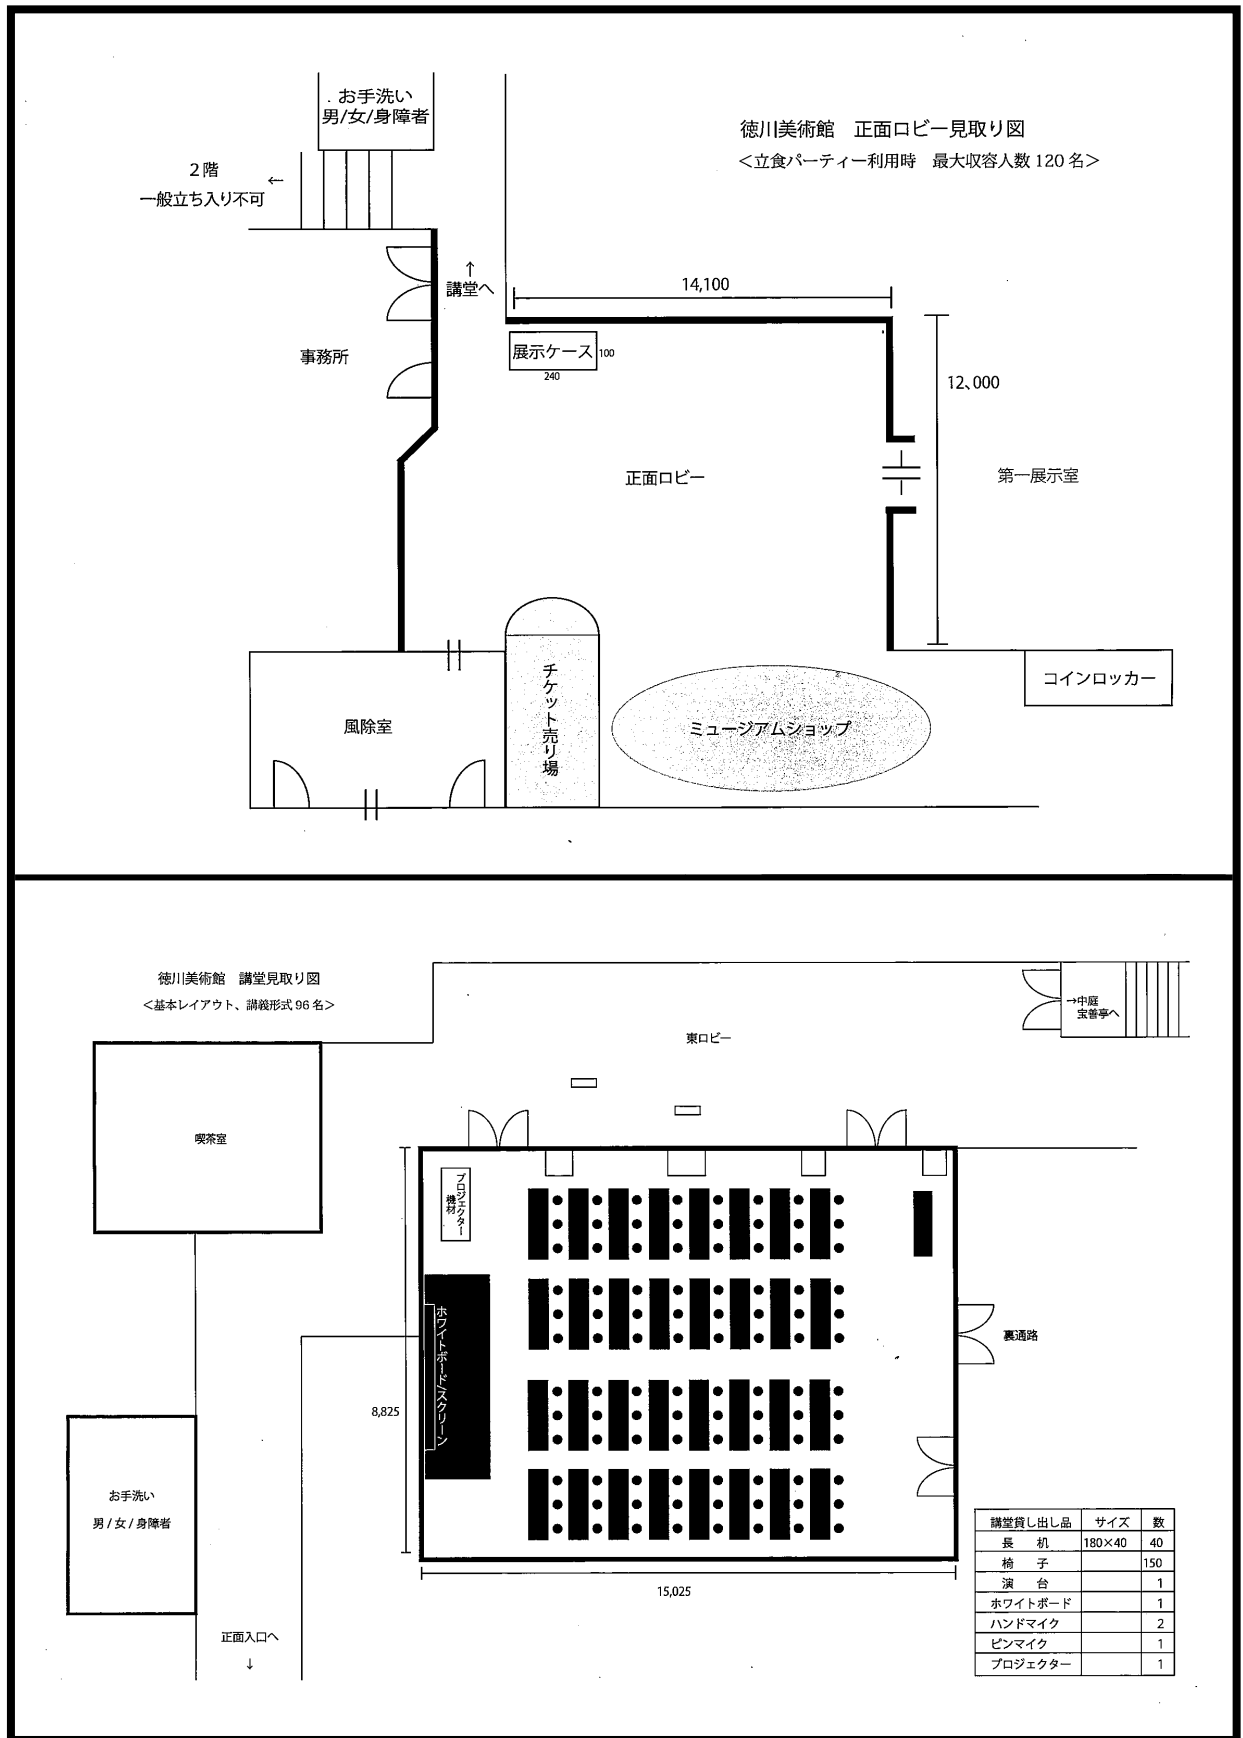 お手洗い
男/女/身障者
徳川美術館　正面ロビー見取り図
＜立食パーティー利用時　最大収容人数 120 名＞
２階
←
一般立ち入り不可
↑
講堂へ
14,100
事務所
展示ケース
100
240
12、000
正面ロビー
第一展示室
チケット売り場
コインロッカー
風除室
ミュージアムショップ
徳川美術館　講堂見取り図
＜基本レイアウト、講義形式 96 名＞
→中庭
宝善亭へ
東ロビー
喫茶室
プロジェクター
機材
ホワイトボード/スクリーン
裏通路
8,825
お手洗い
男 / 女 / 身障者
15,025
正面入口へ
↓
講堂貸し出し品　サイズ　数
長　机　180×40　40
椅　子　150
演　台　1
ホワイトボード　1
ハンドマイク　2
ピンマイク　1
プロジェクター　1